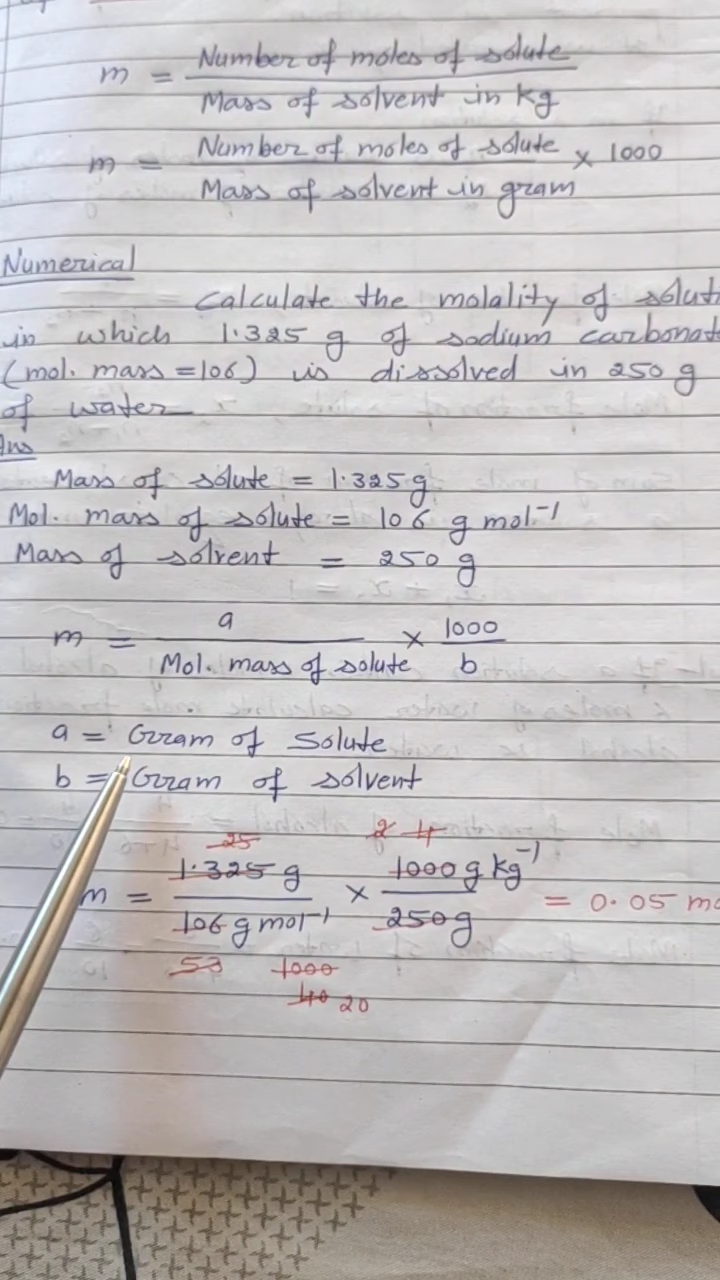 m = Number of moles of solute
Mass of solvent in kg
m = Number of moles of solute × 1000
Mass of solvent in gram
Numerical
Calculate the molality of
in which 1.325 g of sodium
(mol. mass = 106) is dissolved in 250 g
of water
Ans
Mass of solute = 1.325 g
Mol. mass of solute = 106 g mol⁻¹
Mass of solvent = 250 g
m = a × 1000
Mol. mass of solute b
a = Gram of Solute
b = Gram of solvent
25 2 4
m = 1.325 g × 1000 g kg⁻¹ = 0.05
106 g mol⁻¹ 250 g
53 1000
40 20